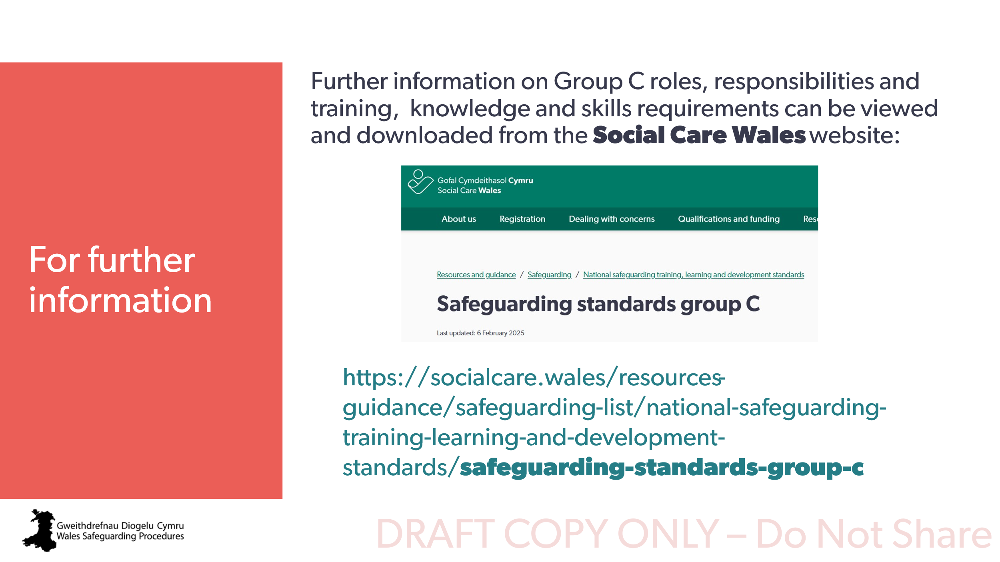 Further information on Group C roles, responsibilities and
training,  knowledge and skills requirements can be viewed
and downloaded from the Social Care Wales website:
For further
information
Gofal Cymdeithasol Cymru
Social Care Wales
About us Registration Dealing with concerns Qualifications and funding Reso
Resources and guidance / Safeguarding / National safeguarding training, learning and development standards
Safeguarding standards group C
Last updated: 6 February 2025
https://socialcare.wales/resources-
guidance/safeguarding-list/national-safeguarding-
training-learning-and-development-
standards/safeguarding-standards-group-c
Gweithdrefnau Diogelu Cymru
Wales Safeguarding Procedures
DRAFT COPY ONLY – Do Not Share